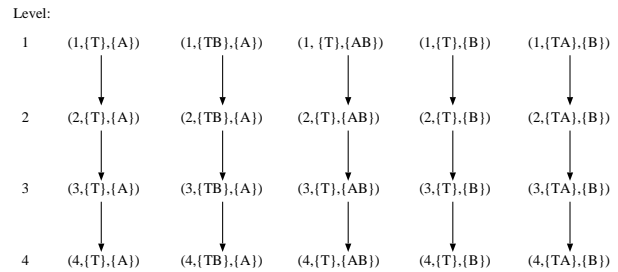 Level:
1 (1,{T},{A}) (1,{TB},{A}) (1, {T},{AB}) (1,{T},{B}) (1,{TA},{B})
2 (2,{T},{A}) (2,{TB},{A}) (2,{T},{AB}) (2,{T},{B}) (2,{TA},{B})
3 (3,{T},{A}) (3,{TB},{A}) (3,{T},{AB}) (3,{T},{B}) (3,{TA},{B})
4 (4,{T},{A}) (4,{TB},{A}) (4,{T},{AB}) (4,{T},{B}) (4,{TA},{B})